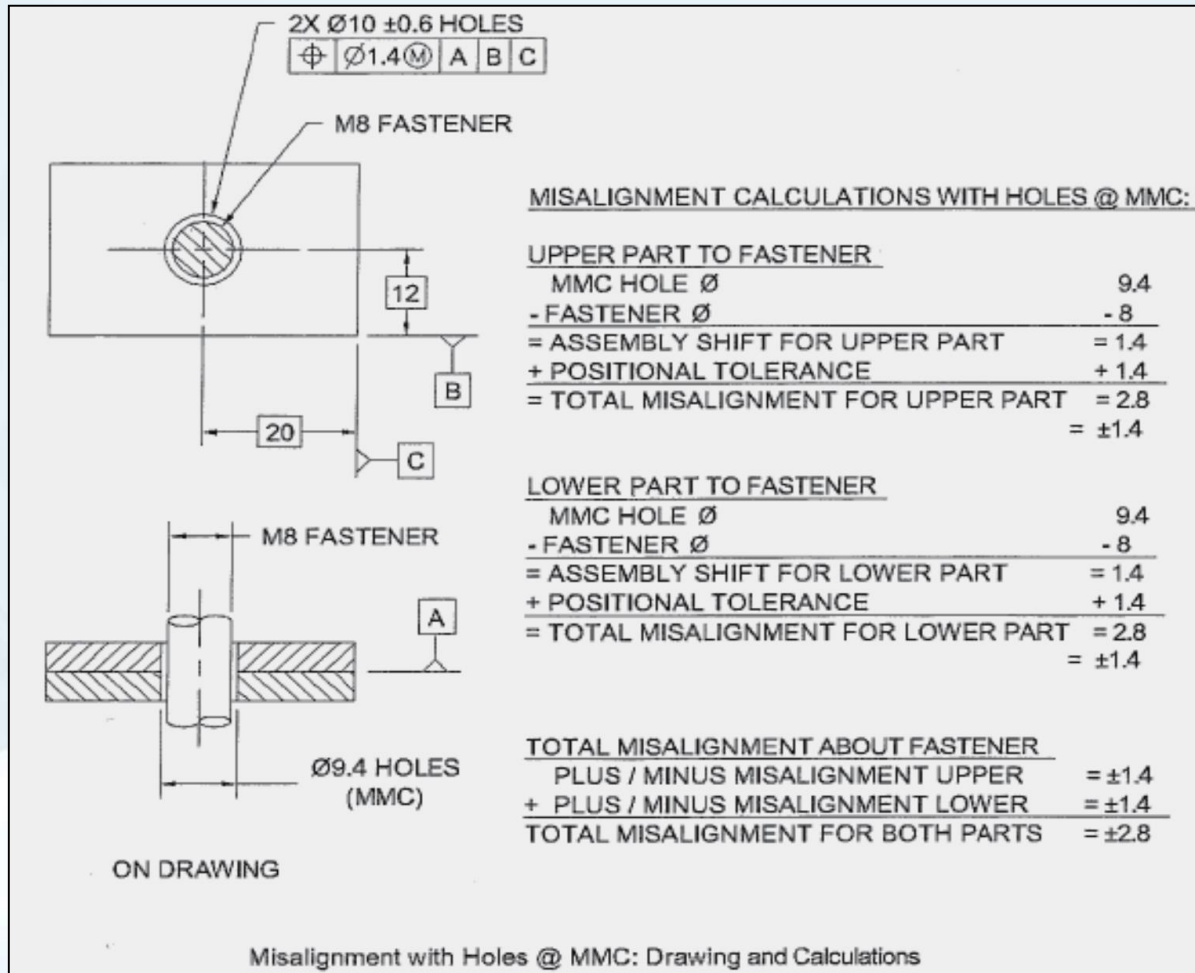 2X Ø10 ±0.6 HOLES
⌖ Ø1.4Ⓜ A B C
M8 FASTENER
12
B
20
C
M8 FASTENER
A
Ø9.4 HOLES
(MMC)
ON DRAWING
MISALIGNMENT CALCULATIONS WITH HOLES @ MMC:
UPPER PART TO FASTENER
MMC HOLE Ø 9.4
- FASTENER Ø - 8
= ASSEMBLY SHIFT FOR UPPER PART = 1.4
+ POSITIONAL TOLERANCE + 1.4
= TOTAL MISALIGNMENT FOR UPPER PART = 2.8
= ±1.4
LOWER PART TO FASTENER
MMC HOLE Ø 9.4
- FASTENER Ø - 8
= ASSEMBLY SHIFT FOR LOWER PART = 1.4
+ POSITIONAL TOLERANCE + 1.4
= TOTAL MISALIGNMENT FOR LOWER PART = 2.8
= ±1.4
TOTAL MISALIGNMENT ABOUT FASTENER
PLUS / MINUS MISALIGNMENT UPPER = ±1.4
+ PLUS / MINUS MISALIGNMENT LOWER = ±1.4
TOTAL MISALIGNMENT FOR BOTH PARTS = ±2.8
Misalignment with Holes @ MMC: Drawing and Calculations